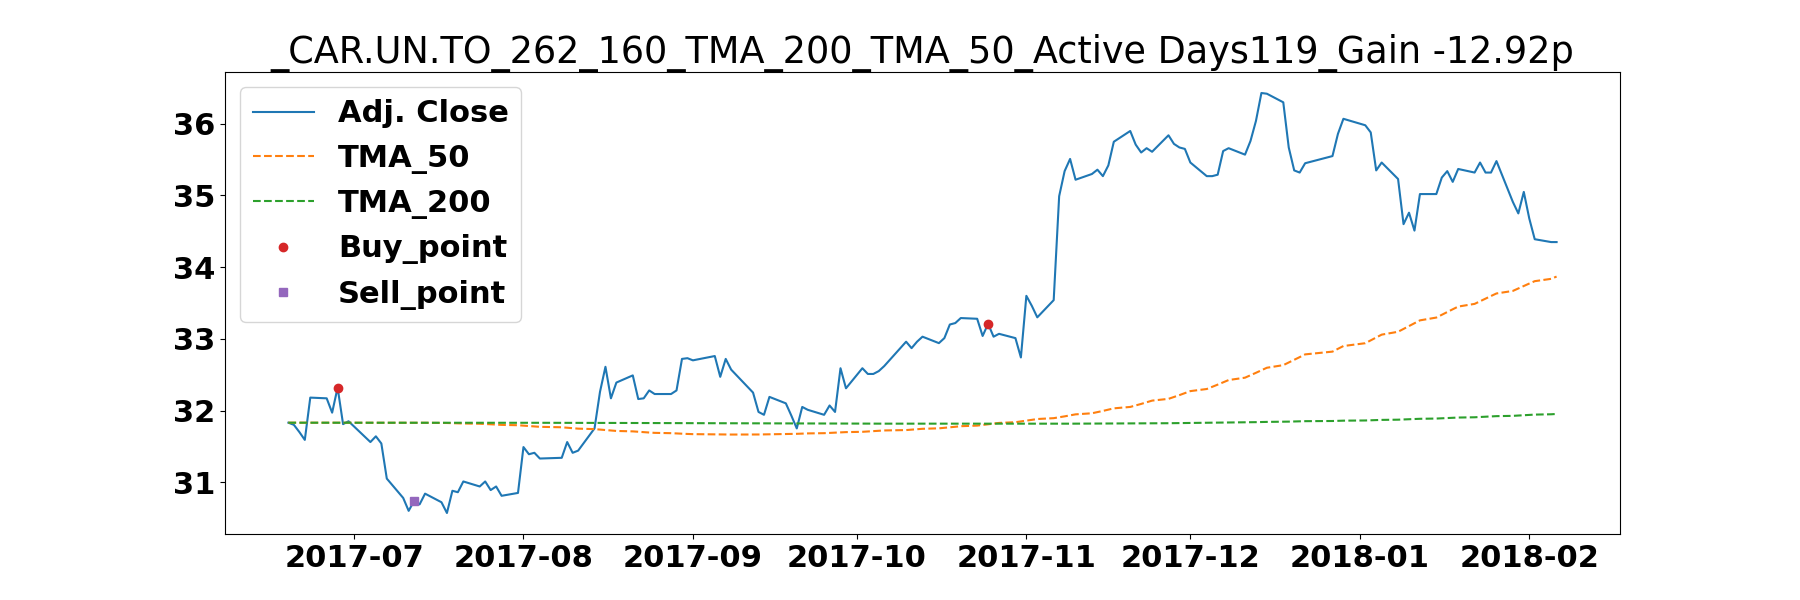 _CAR.UN.TO_262_160_TMA_200_TMA_50_Active Days119_Gain -12.92p
Adj. Close
TMA_50
TMA_200
Buy_point
Sell_point
36
35
34
33
32
31
2017-07 2017-08 2017-09 2017-10 2017-11 2017-12 2018-01 2018-02